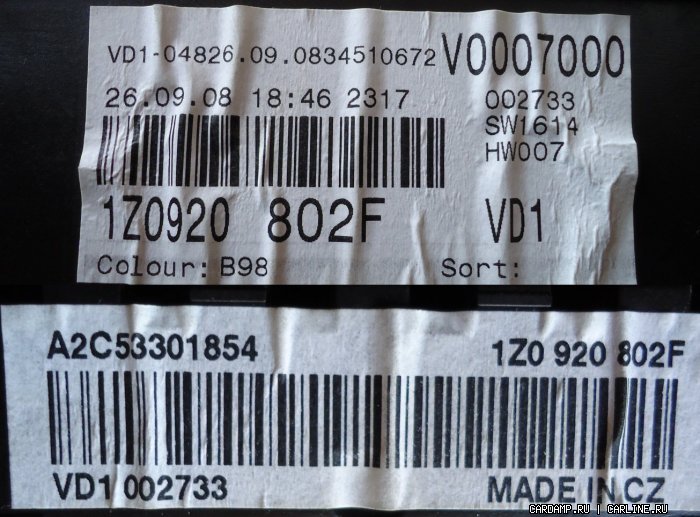 VD1-04826.09.0834510672 V0007000
26.09.08 18:46 2317 002733
SW1614
HW007
1Z0920 802F VD1
Colour: B98 Sort:
A2C53301854 1Z0 920 802F
VD1 002733 MADE IN CZ
CARDAMP.RU | CARLINE.RU